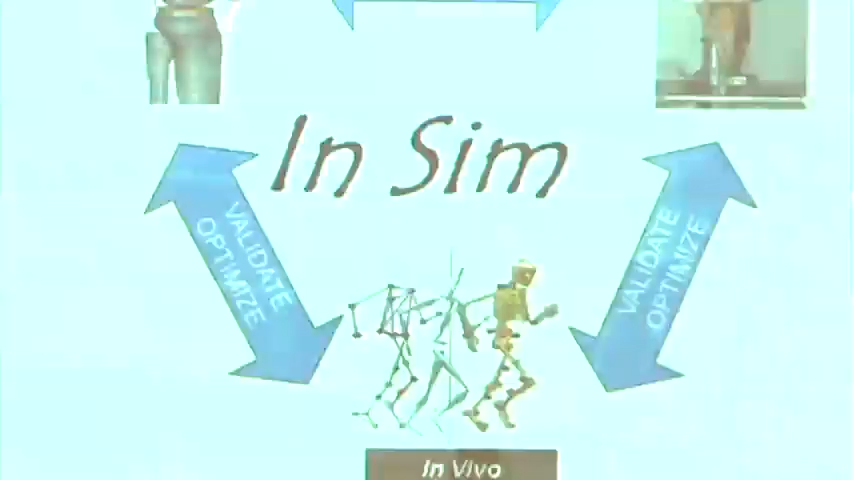 In Sim
VALIDATE
OPTIMIZE
VALIDATE
OPTIMIZE
In Vivo